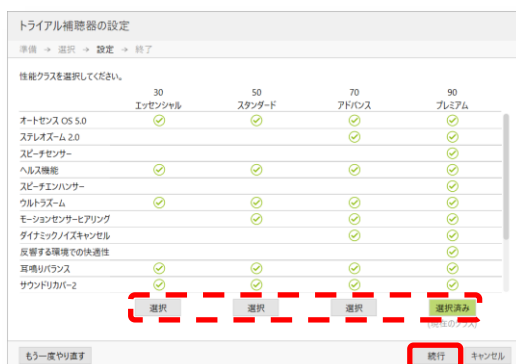 トライアル補聴器の設定
準備 → 選択 → 設定 → 終了
性能クラスを選択してください。
30 50 70 90
エッセンシャル スタンダード アドバンス プレミアム
オートセンス OS 5.0
ステレオズーム 2.0
スピーチセンサー
ヘルス機能
スピーチエンハンサー
ウルトラズーム
モーションセンサーヒアリング
ダイナミックノイズキャンセル
反響する環境での快適性
耳鳴りバランス
サウンドリカバー2
選択 選択 選択 選択済み
(現在のクラス)
もう一度やり直す 続行 キャンセル